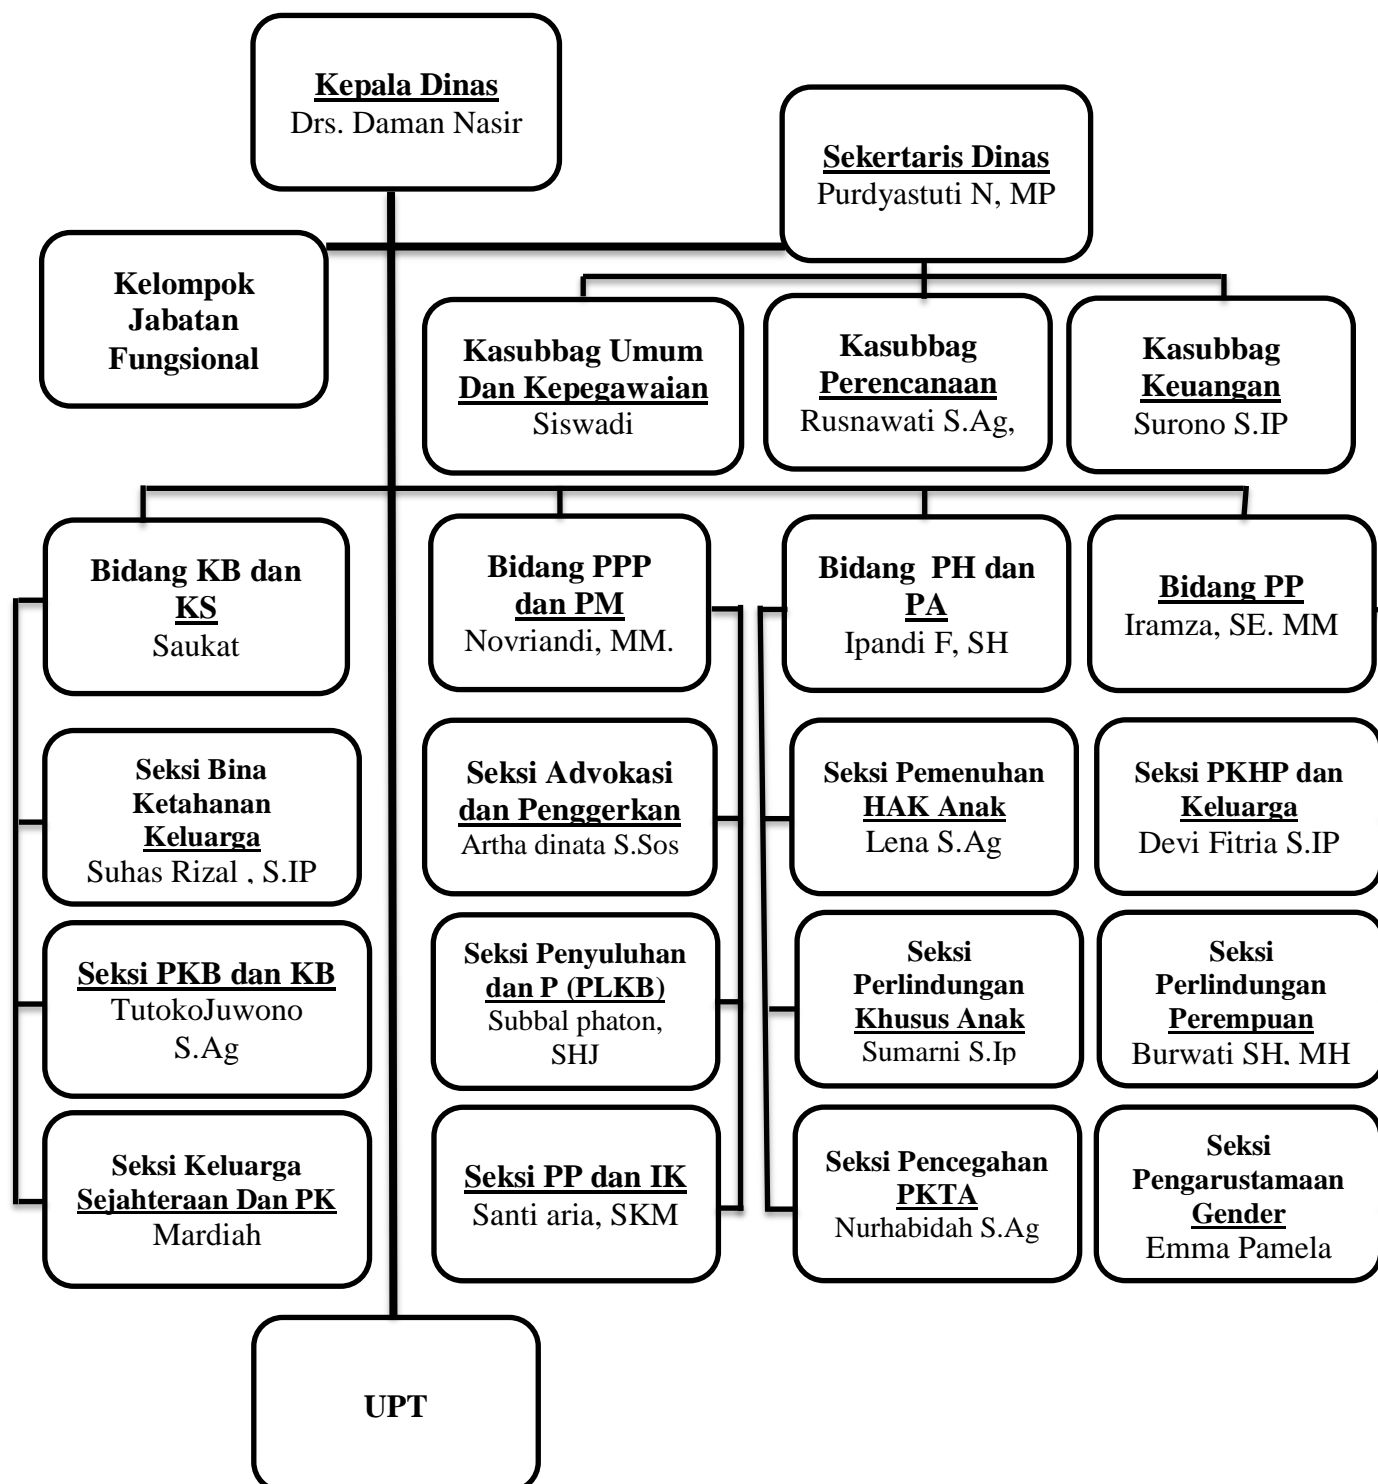 Kepala Dinas
Drs. Daman Nasir
Sekertaris Dinas
Purdyastuti N, MP
Kelompok
Jabatan
Fungsional
Kasubbag Umum
Dan Kepegawaian
Siswadi
Kasubbag
Perencanaan
Rusnawati S.Ag,
Kasubbag
Keuangan
Surono S.IP
Bidang KB dan
KS
Saukat
Bidang PPP
dan PM
Novriandi, MM.
Bidang PH dan
PA
Ipandi F, SH
Bidang PP
Iramza, SE. MM
Seksi Bina
Ketahanan
Keluarga
Suhas Rizal , S.IP
Seksi Advokasi
dan Penggerkan
Artha dinata S.Sos
Seksi Pemenuhan
HAK Anak
Lena S.Ag
Seksi PKHP dan
Keluarga
Devi Fitria S.IP
Seksi PKB dan KB
TutokoJuwono
S.Ag
Seksi Penyuluhan
dan P (PLKB)
Subbal phaton,
SHJ
Seksi
Perlindungan
Khusus Anak
Sumarni S.Ip
Seksi
Perlindungan
Perempuan
Burwati SH, MH
Seksi Keluarga
Sejahteraan Dan PK
Mardiah
Seksi PP dan IK
Santi aria, SKM
Seksi Pencegahan
PKTA
Nurhabidah S.Ag
Seksi
Pengarustamaan
Gender
Emma Pamela
UPT